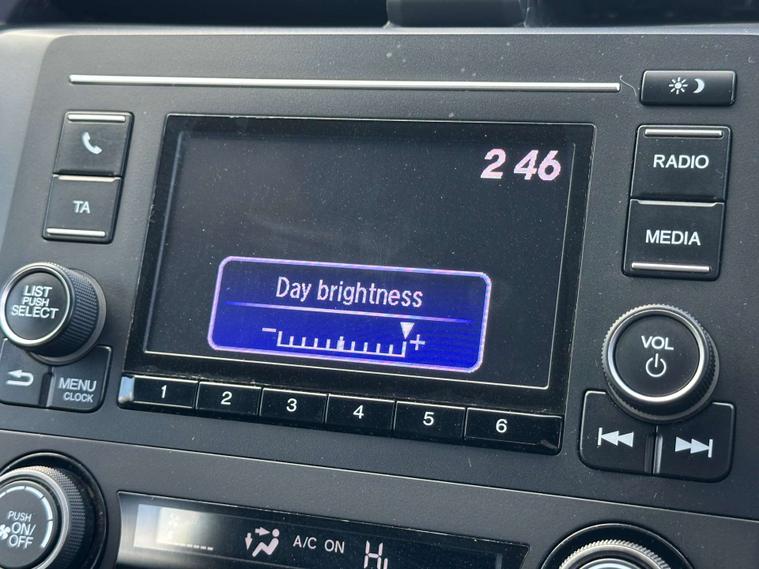 RADIO
TA
MEDIA
2 46
Day brightness
− +
LIST
PUSH
SELECT
VOL
MENU
CLOCK
1 2 3 4 5 6
PUSH
ON/
OFF
A/C ON Hi